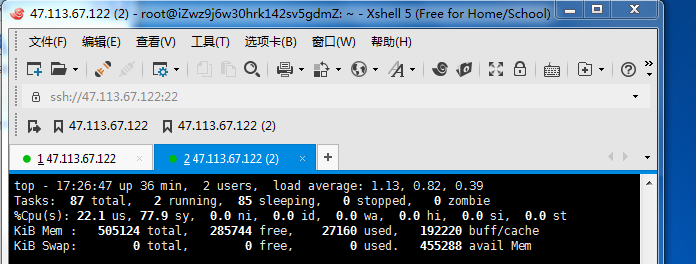 47.113.67.122 (2) - root@iZwz9j6w30hrk142sv5gdmZ: ~ - Xshell 5 (Free for Home/School)
文件(F) 编辑(E) 查看(V) 工具(T) 选项卡(B) 窗口(W) 帮助(H)
ssh://47.113.67.122:22
47.113.67.122 47.113.67.122 (2)
1 47.113.67.122 × 2 47.113.67.122 (2) × +
top - 17:26:47 up 36 min, 2 users, load average: 1.13, 0.82, 0.39
Tasks: 87 total, 2 running, 85 sleeping, 0 stopped, 0 zombie
%Cpu(s): 22.1 us, 77.9 sy, 0.0 ni, 0.0 id, 0.0 wa, 0.0 hi, 0.0 si, 0.0 st
KiB Mem : 505124 total, 285744 free, 27160 used, 192220 buff/cache
KiB Swap: 0 total, 0 free, 0 used. 455288 avail Mem